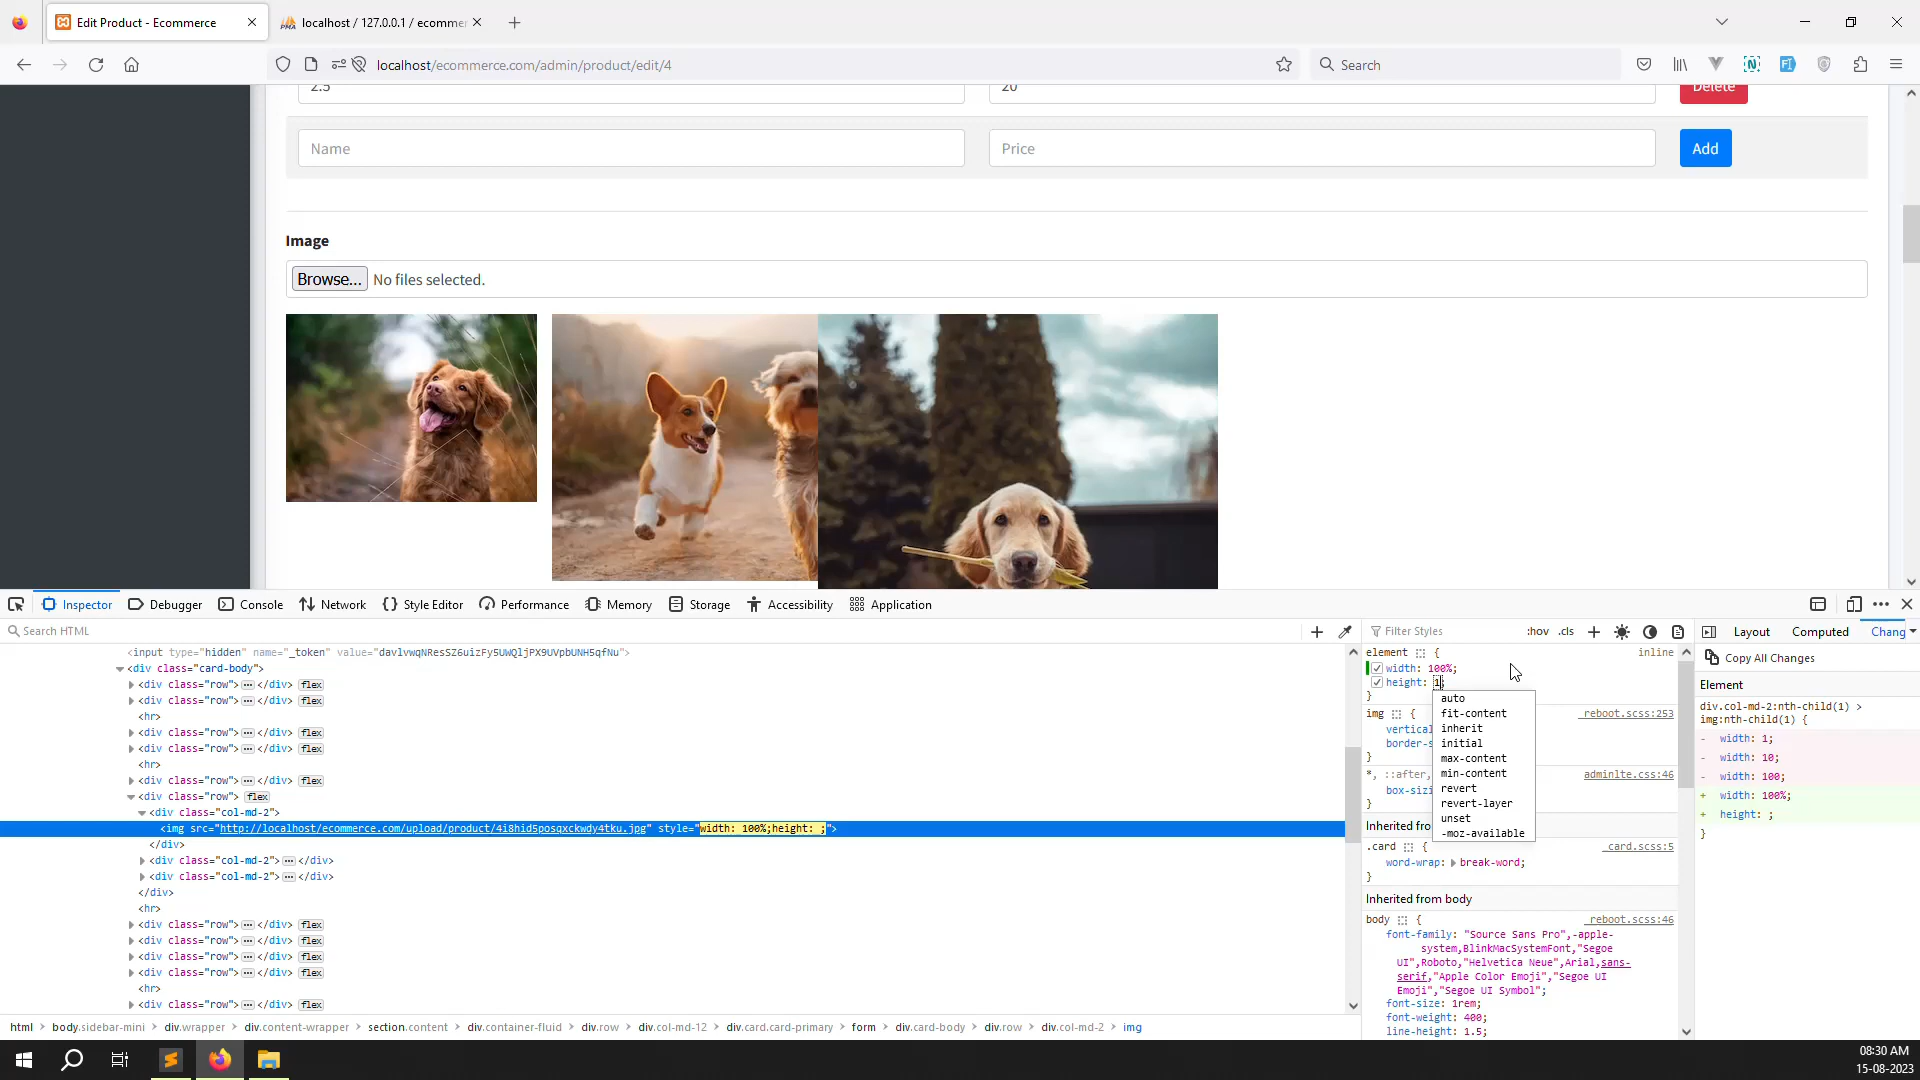 Edit Product - Ecommerce
localhost / 127.0.0.1 / ecomme
localhost/ecommerce.com/admin/product/edit/4
Search
2.5
20
Delete
Name
Price
Add
Image
Browse...
No files selected.
Inspector
Debugger
Console
Network
Style Editor
Performance
Memory
Storage
Accessibility
Application
Search HTML
<input type="hidden" name="_token" value="davlvwqNResSZ6uizFy5UWQljPX9UVpbUNH5qfNu">
<div class="card-body">
<div class="row"> ··· </div> flex
<div class="row"> ··· </div> flex
<hr>
<div class="row"> ··· </div> flex
<div class="row"> ··· </div> flex
<hr>
<div class="row"> ··· </div> flex
<div class="row"> flex
<div class="col-md-2">
<img src="http://localhost/ecommerce.com/upload/product/4i8hid5posqxckwdy4tku.jpg" style="width: 100%;height: ;">
</div>
<div class="col-md-2"> ··· </div>
<div class="col-md-2"> ··· </div>
</div>
<hr>
<div class="row"> ··· </div> flex
<div class="row"> ··· </div> flex
<div class="row"> ··· </div> flex
<div class="row"> ··· </div> flex
<hr>
<div class="row"> ··· </div> flex
html > body.sidebar-mini > div.wrapper > div.content-wrapper > section.content > div.container-fluid > div.row > div.col-md-12 > div.card.card-primary > form > div.card-body > div.row > div.col-md-2 > img
Filter Styles
:hov .cls
element { inline
width: 100%;
height: 1;
}
auto
fit-content
inherit
initial
max-content
min-content
revert
revert-layer
unset
-moz-available
img { _reboot.scss:253
vertical
border-s
}
*, ::after, adminlte.css:46
box-sizi
}
Inherited fro
.card { _card.scss:5
word-wrap: break-word;
}
Inherited from body
body { _reboot.scss:46
font-family: "Source Sans Pro",-apple-
system,BlinkMacSystemFont,"Segoe
UI",Roboto,"Helvetica Neue",Arial,sans-
serif,"Apple Color Emoji","Segoe UI
Emoji","Segoe UI Symbol";
font-size: 1rem;
font-weight: 400;
line-height: 1.5;
Layout
Computed
Chang
Copy All Changes
Element
div.col-md-2:nth-child(1) >
img:nth-child(1) {
- width: 1;
- width: 10;
- width: 100;
+ width: 100%;
+ height: ;
}
08:30 AM
15-08-2023